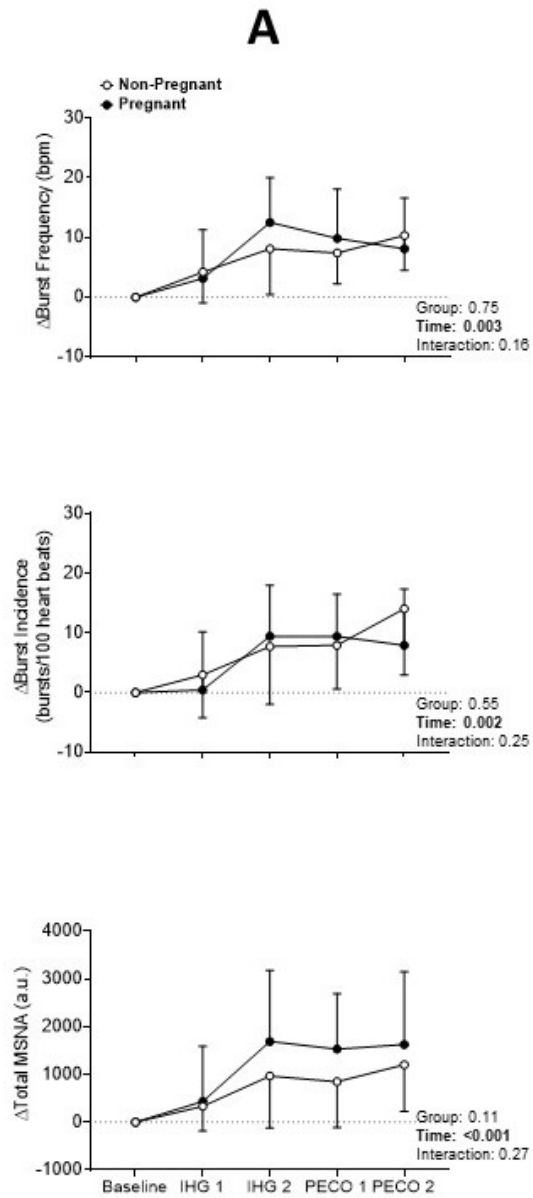 A
Non-Pregnant
Pregnant
ΔBurst Frequency (bpm)
30
20
10
0
-10
Group: 0.75
Time: 0.003
Interaction: 0.16
ΔBurst Incidence
(bursts/100 heart beats)
30
20
10
0
-10
Group: 0.55
Time: 0.002
Interaction: 0.25
ΔTotal MSNA (a.u.)
4000
3000
2000
1000
0
-1000
Group: 0.11
Time: <0.001
Interaction: 0.27
Baseline IHG 1 IHG 2 PECO 1 PECO 2